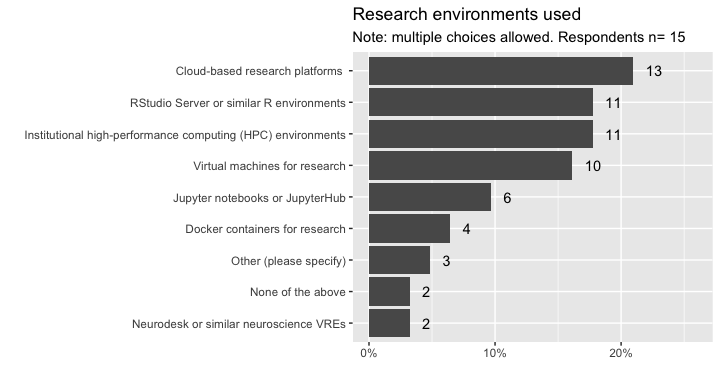 Research environments used
Note: multiple choices allowed. Respondents n= 15
Cloud-based research platforms 13
RStudio Server or similar R environments 11
Institutional high-performance computing (HPC) environments 11
Virtual machines for research 10
Jupyter notebooks or JupyterHub 6
Docker containers for research 4
Other (please specify) 3
None of the above 2
Neurodesk or similar neuroscience VREs 2
0% 10% 20%